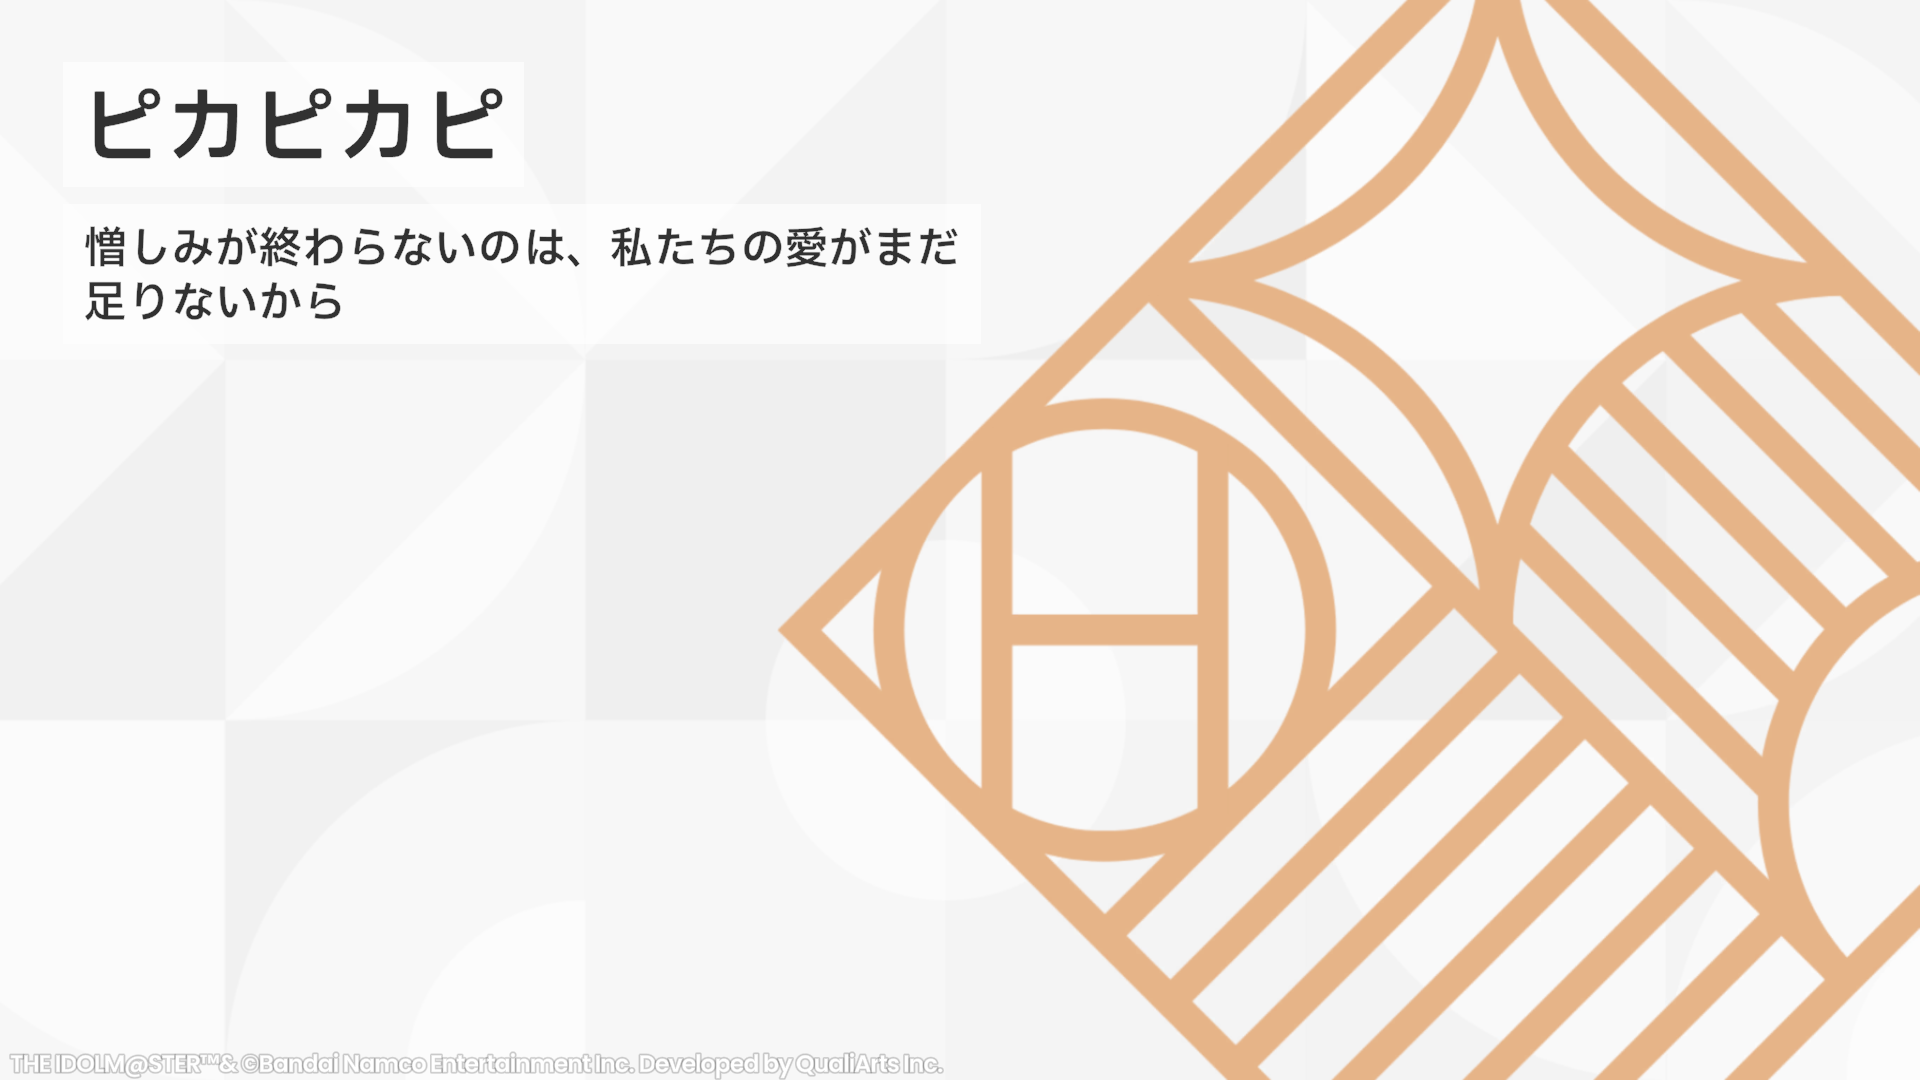 ピカピカピ
憎しみが終わらないのは、私たちの愛がまだ
足りないから
H
THE IDOLM@STER™& ©Bandai Namco Entertainment Inc. Developed by QualiArts Inc.